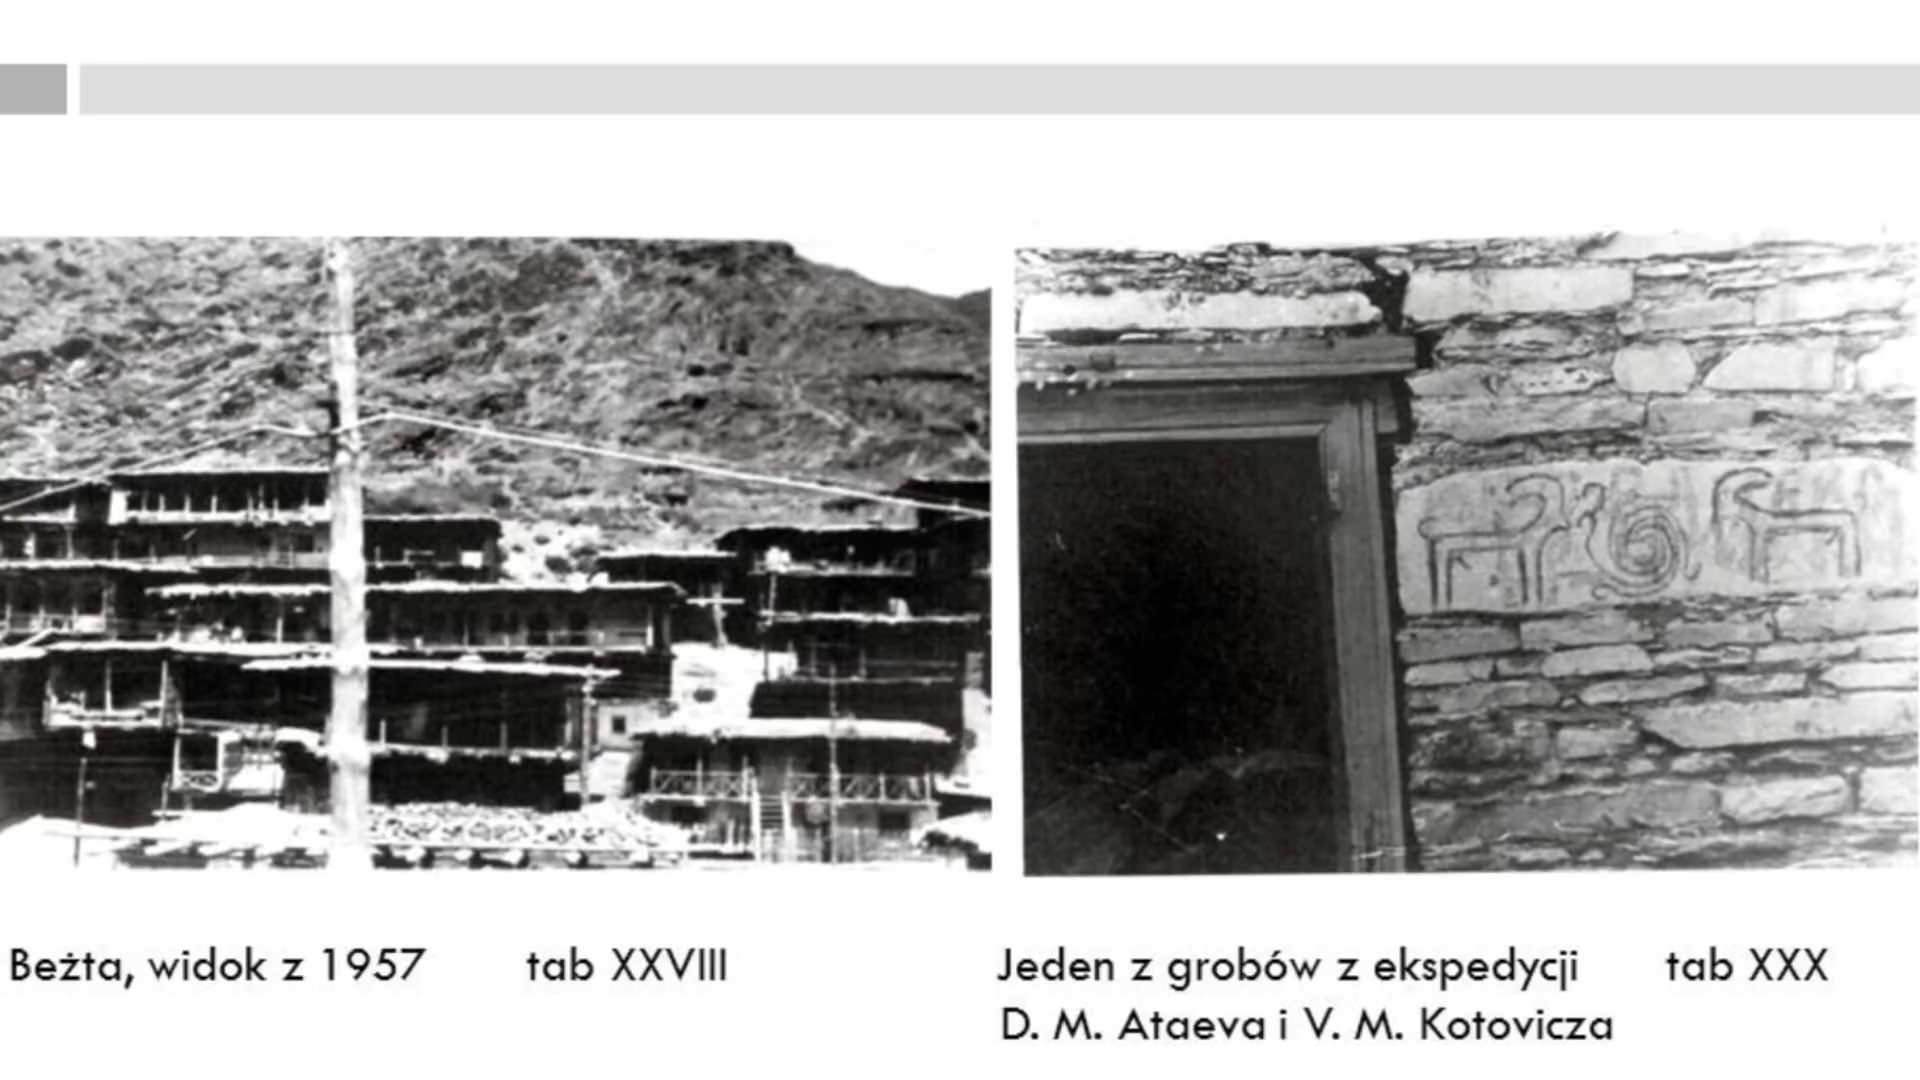 Beżta, widok z 1957 tab XXVIII
Jeden z grobów z ekspedycji tab XXX
D. M. Ataeva i V. M. Kotovicza